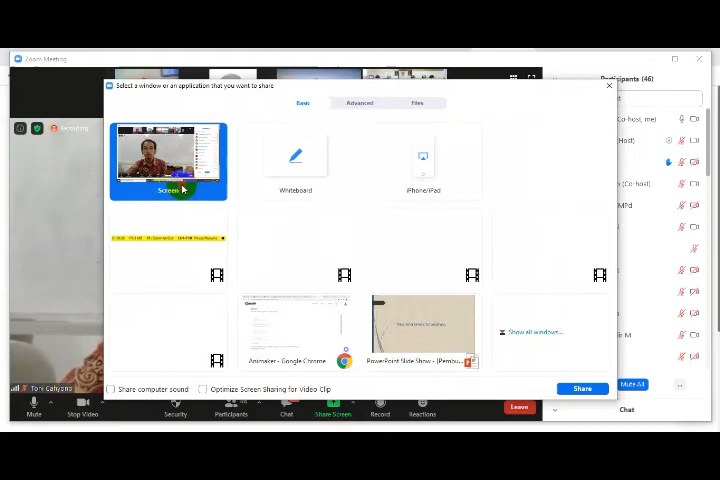 Zoom Meeting
Participants (46)
Select a window or an application that you want to share
Basic
Advanced
Files
Co-host, me)
(Host)
(Co-host)
MPd
Recording
Screen
Whiteboard
iPhone/iPad
Animaker - Google Chrome
PowerPoint Slide Show - [Pembu...
Show all windows...
Share computer sound
Optimize Screen Sharing for Video Clip
Share
Mute All
...
Toni Cahyono
Mute
Stop Video
Security
Participants
Chat
Share Screen
Record
Reactions
Leave
Chat